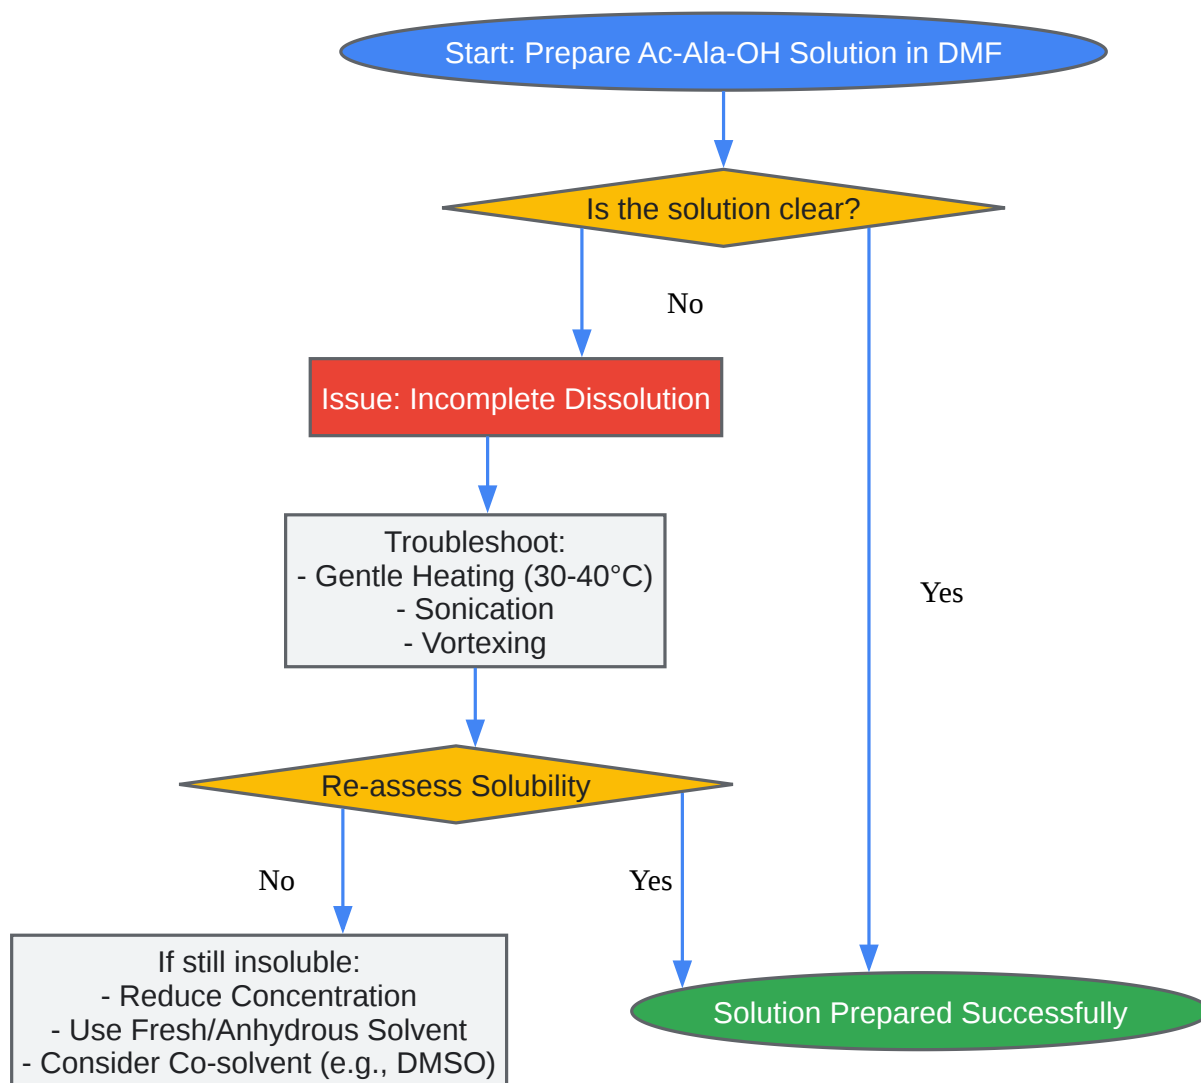 Start: Prepare Ac-Ala-OH Solution in DMF
Is the solution clear?
No
Issue: Incomplete Dissolution
Troubleshoot:
- Gentle Heating (30-40°C)
- Sonication
- Vortexing
Yes
Re-assess Solubility
No
Yes
If still insoluble:
- Reduce Concentration
- Use Fresh/Anhydrous Solvent
- Consider Co-solvent (e.g., DMSO)
Solution Prepared Successfully